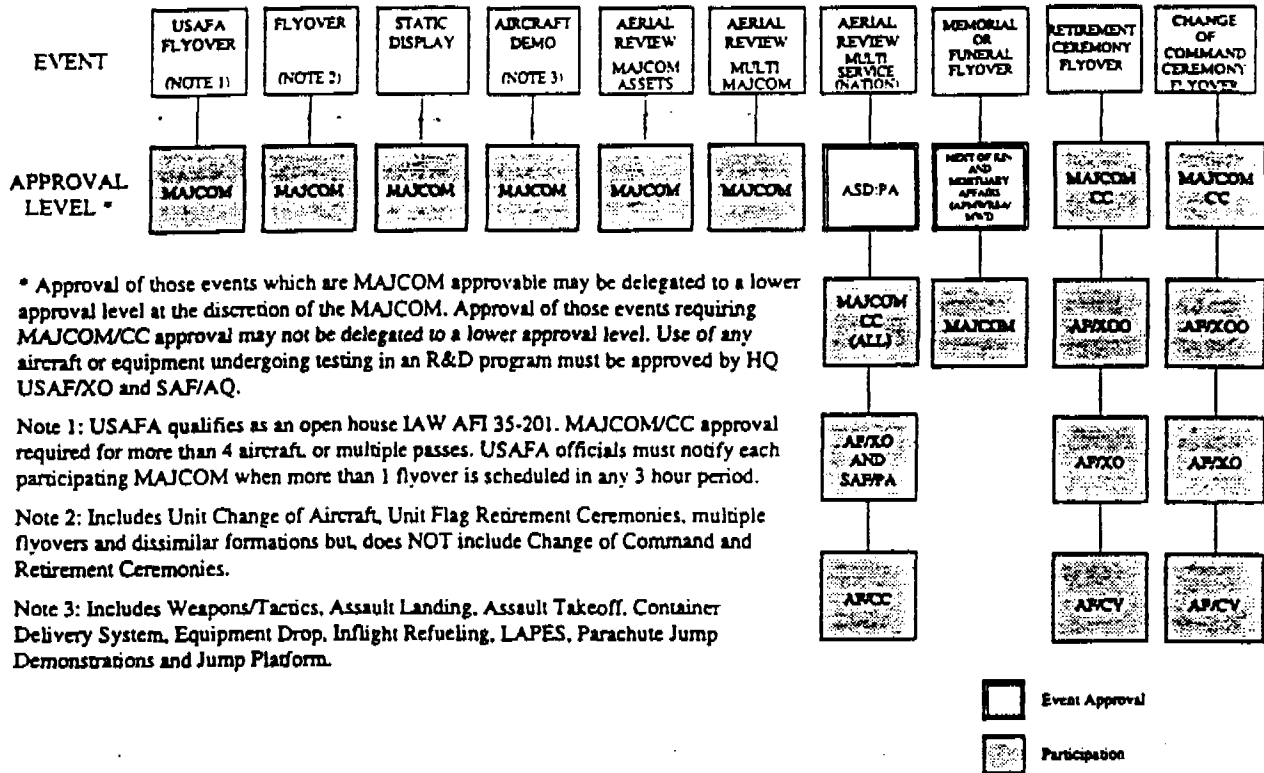 EVENT
USAFA
FLYOVER
(NOTE 1)
FLYOVER
(NOTE 2)
STATIC
DISPLAY
AIRCRAFT
DEMO
(NOTE 3)
AERIAL
REVIEW
MAJCOM
ASSETS
AERIAL
REVIEW
MULTI
MAJCOM
AERIAL
REVIEW
MULTI
SERVICE
(NATION)
MEMORIAL
OR
FUNERAL
FLYOVER
RETIREMENT
CEREMONY
FLYOVER
CHANGE
OF
COMMAND
CEREMONY
FLYOVER
APPROVAL
LEVEL *
MAJCOM
MAJCOM
MAJCOM
MAJCOM
MAJCOM
MAJCOM
ASD:PA
NEXT OF KIN
AND
MORTUARY
AFFAIRS
MAJCOM
CC
MAJCOM
CC
MAJCOM
CC
(ALL)
MAJCOM
AF/XOO
AF/XOO
AF/XO
AND
SAF/PA
AF/XO
AF/XO
AF/CC
AF/CV
AF/CV
* Approval of those events which are MAJCOM approvable may be delegated to a lower
approval level at the discretion of the MAJCOM. Approval of those events requiring
MAJCOM/CC approval may not be delegated to a lower approval level. Use of any
aircraft or equipment undergoing testing in an R&D program must be approved by HQ
USAF/XO and SAF/AQ.
Note 1: USAFA qualifies as an open house IAW AFI 35-201. MAJCOM/CC approval
required for more than 4 aircraft or multiple passes. USAFA officials must notify each
participating MAJCOM when more than 1 flyover is scheduled in any 3 hour period.
Note 2: Includes Unit Change of Aircraft, Unit Flag Retirement Ceremonies, multiple
flyovers and dissimilar formations but, does NOT include Change of Command and
Retirement Ceremonies.
Note 3: Includes Weapons/Tactics, Assault Landing, Assault Takeoff, Container
Delivery System, Equipment Drop, Inflight Refueling, LAPES, Parachute Jump
Demonstrations and Jump Platform.
Event Approval
Participation